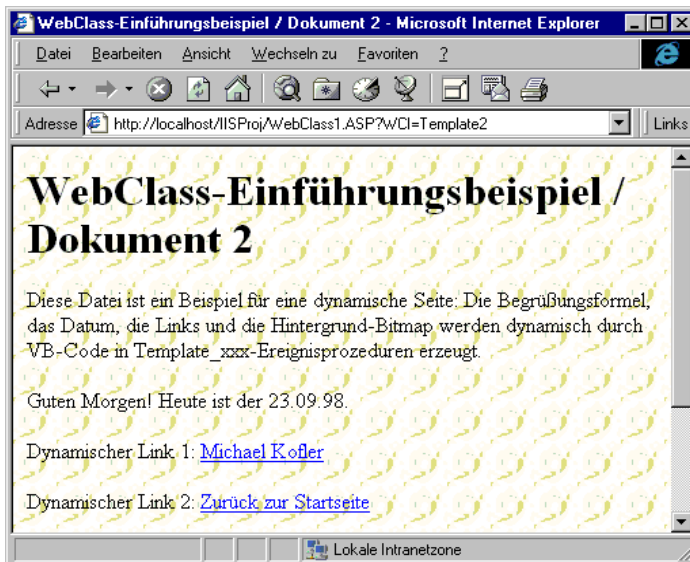 WebClass-Einführungsbeispiel / Dokument 2 - Microsoft Internet Explorer
Datei Bearbeiten Ansicht Wechseln zu Favoriten ?
Adresse http://localhost/IISProj/WebClass1.ASP?WCI=Template2 Links
WebClass-Einführungsbeispiel /
Dokument 2
Diese Datei ist ein Beispiel für eine dynamische Seite: Die Begrüßungsformel,
das Datum, die Links und die Hintergrund-Bitmap werden dynamisch durch
VB-Code in Template_xxx-Ereignisprozeduren erzeugt.
Guten Morgen! Heute ist der 23.09.98.
Dynamischer Link 1: Michael Kofler
Dynamischer Link 2: Zurück zur Startseite
Lokale Intranetzone